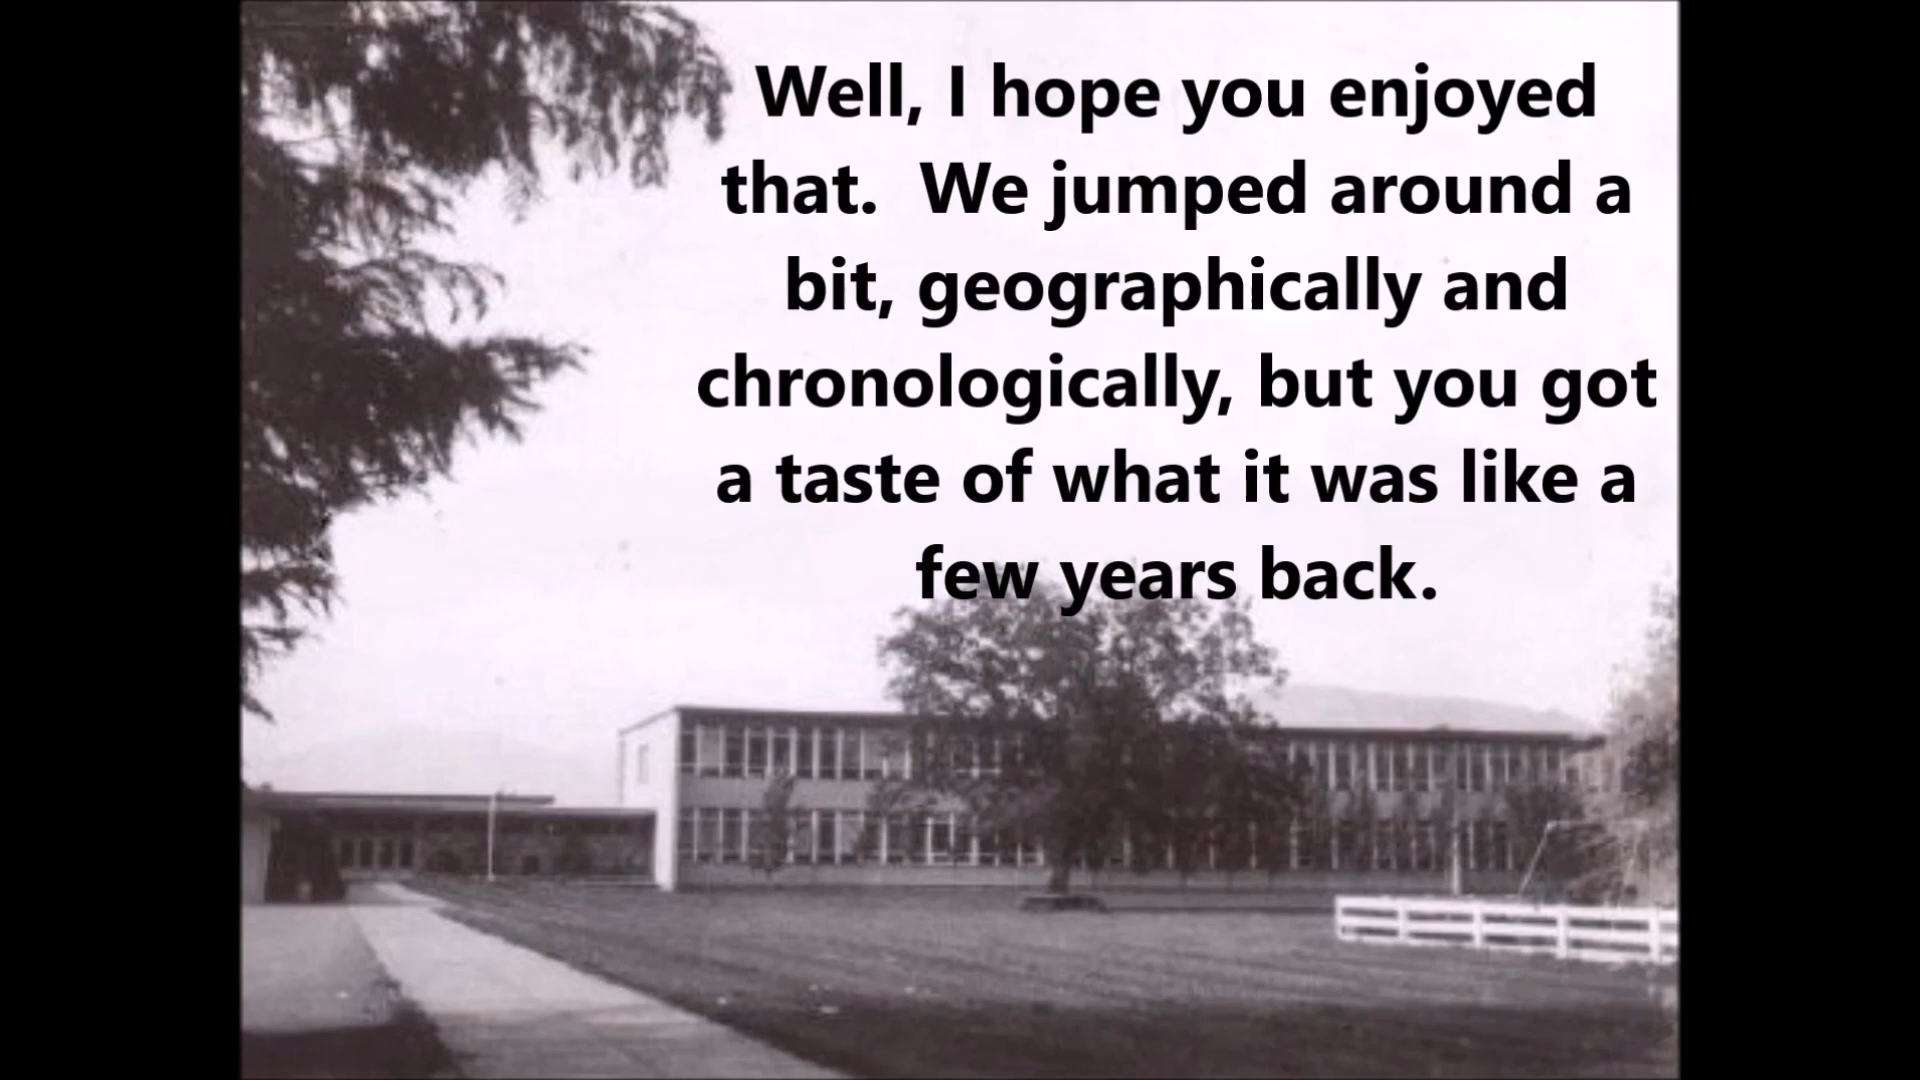 Well, I hope you enjoyed
that.  We jumped around a
bit, geographically and
chronologically, but you got
a taste of what it was like a
few years back.